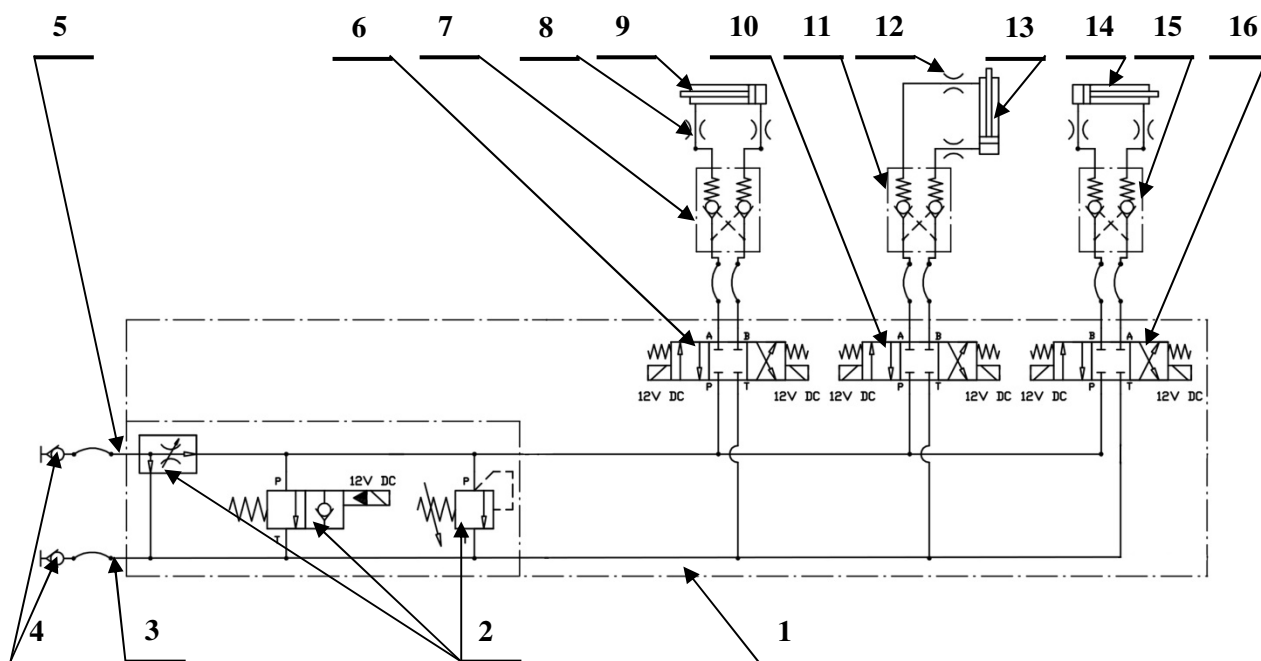 5 6 7 8 9 10 11 12 13 14 15 16
A B A B B A
P T P T P T
12V DC 12V DC 12V DC 12V DC 12V DC 12V DC
P 12V DC P
T T
4 3 2 1